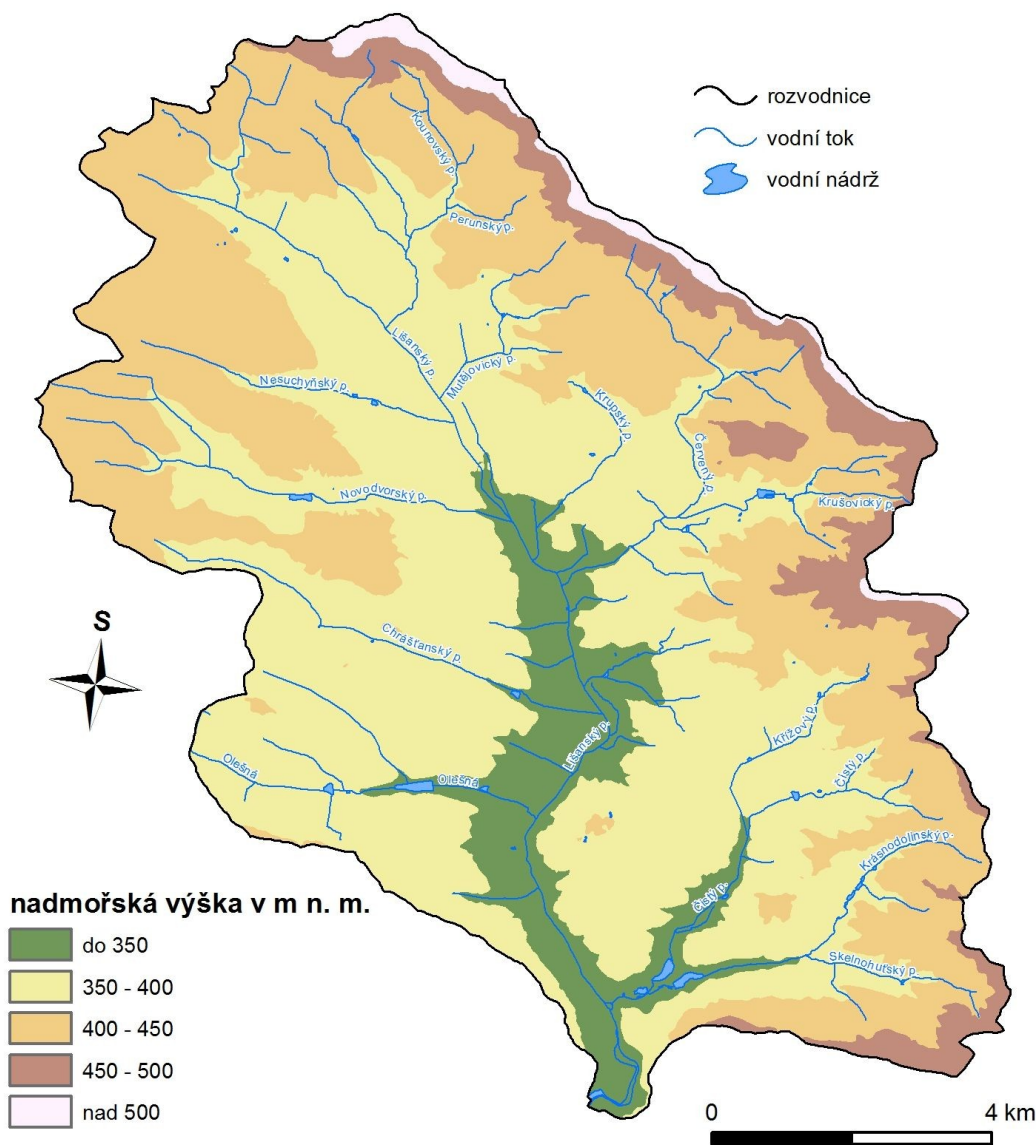 rozvodnice
vodní tok
vodní nádrž
Kounovský p.
Perunský p.
Lišanský p.
Mutějovický p.
Nesuchyňský p.
Krupský p.
Červený p.
Novodvorský p.
Krušovický p.
S
Chrášťanský p.
Lišanský p.
Křížový p.
Olešná
Olešná
Čistý p.
Krásnodolinský p.
Čistý p.
Skelnohuťský p.
nadmořská výška v m n. m.
do 350
350 - 400
400 - 450
450 - 500
nad 500
0
4 km